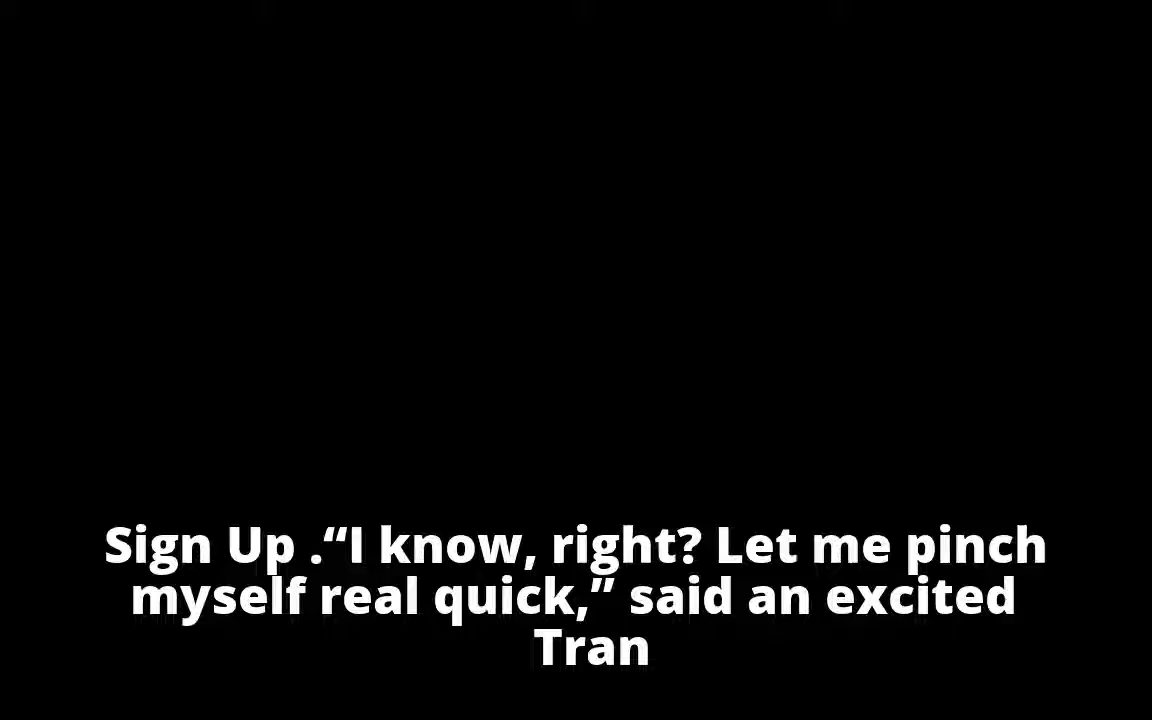 Sign Up .“I know, right? Let me pinch
myself real quick,” said an excited
Tran